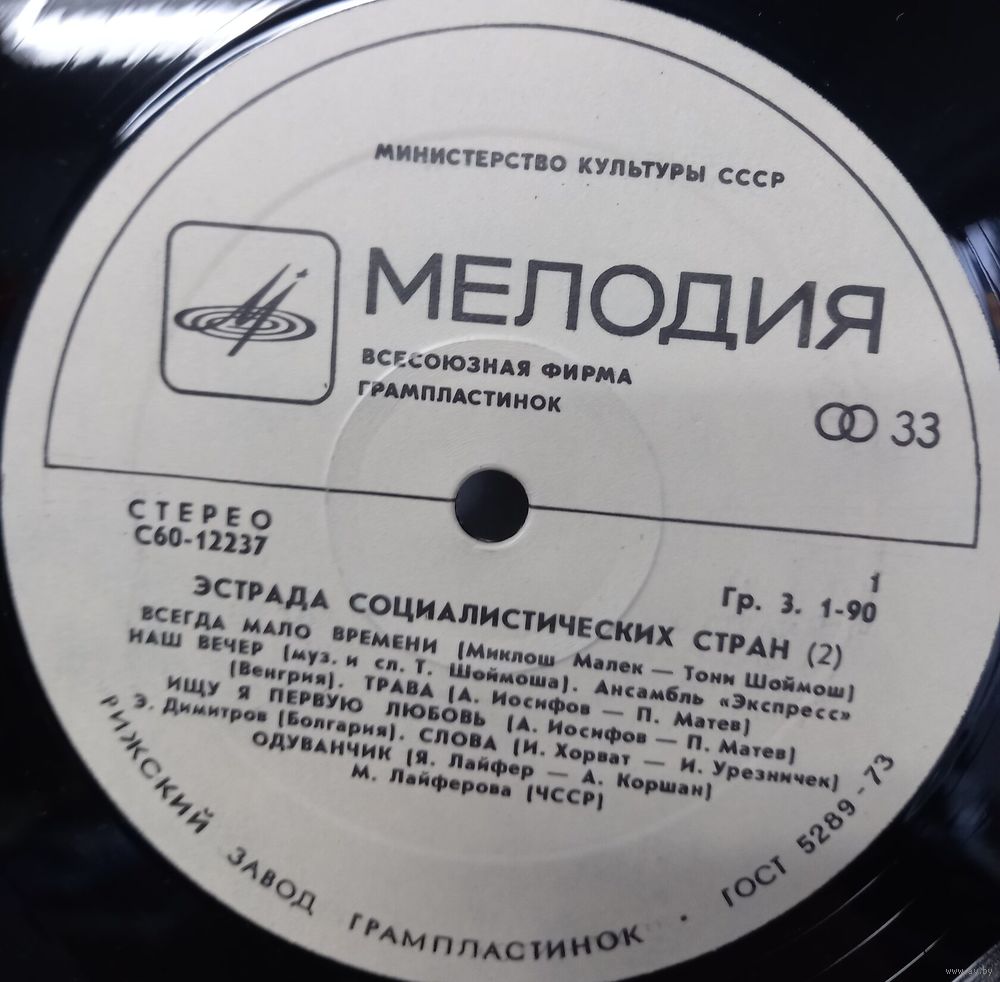 МИНИСТЕРСТВО КУЛЬТУРЫ СССР
МЕЛОДИЯ
ВСЕСОЮЗНАЯ ФИРМА
ГРАМПЛАСТИНОК
33
СТЕРЕО
С60-12237
1
Гр. 3. 1-90
ЭСТРАДА СОЦИАЛИСТИЧЕСКИХ СТРАН (2)
ВСЕГДА МАЛО ВРЕМЕНИ (Миклош Малек — Тони Шоймош)
НАШ ВЕЧЕР (муз. и сл. Т. Шоймоша). Ансамбль «Экспресс»
(Венгрия). ТРАВА (А. Иосифов — П. Матев)
ИЩУ Я ПЕРВУЮ ЛЮБОВЬ (А. Иосифов — П. Матев)
Э. Димитров (Болгария). СЛОВА (И. Хорват — И. Урезничек)
ОДУВАНЧИК (Я. Лайфер — А. Коршан)
М. Лайферова (ЧССР)
РИЖСКИЙ ЗАВОД ГРАМПЛАСТИНОК · ГОСТ 5289-73
www.ay.by